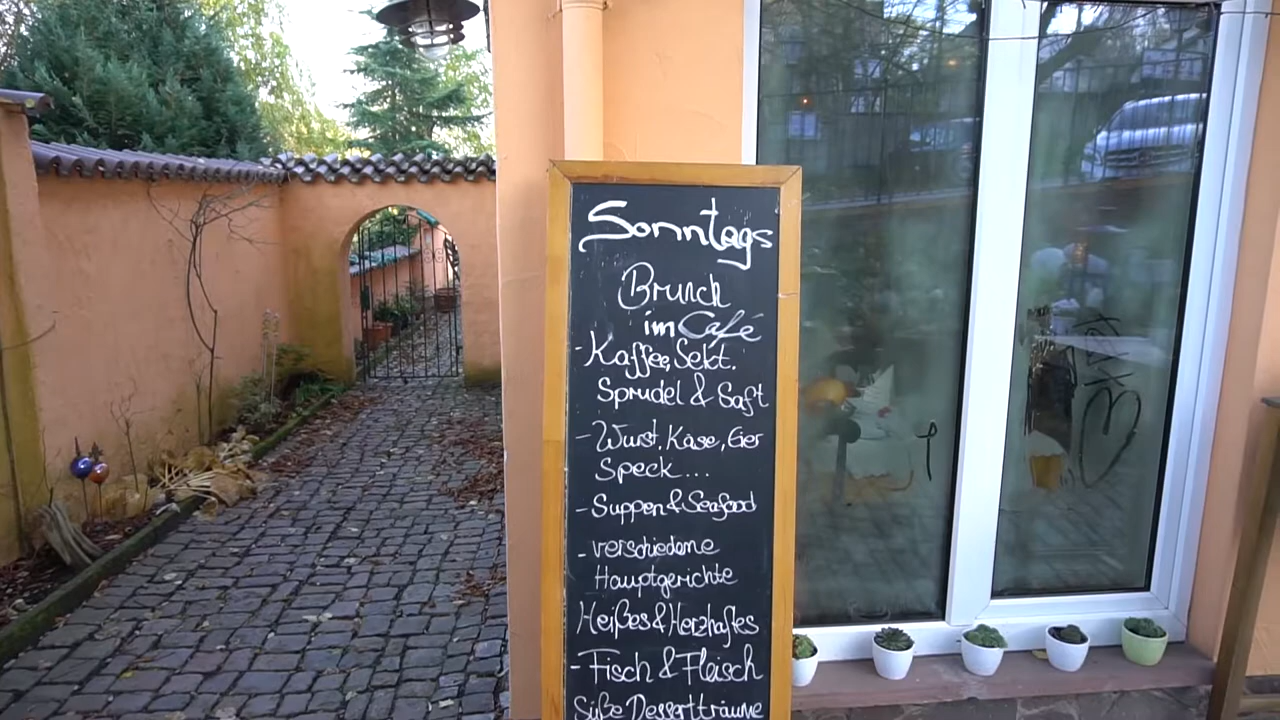 Sonntags
Brunch
im Café
- Kaffee, Sekt.
Sprudel & Saft
- Wurst, Käse, Eier
Speck...
- Suppen & Seafood
- verschiedene
Hauptgerichte
Heißes & Herzhaftes
- Fisch & Fleisch
Süße Dessertträume